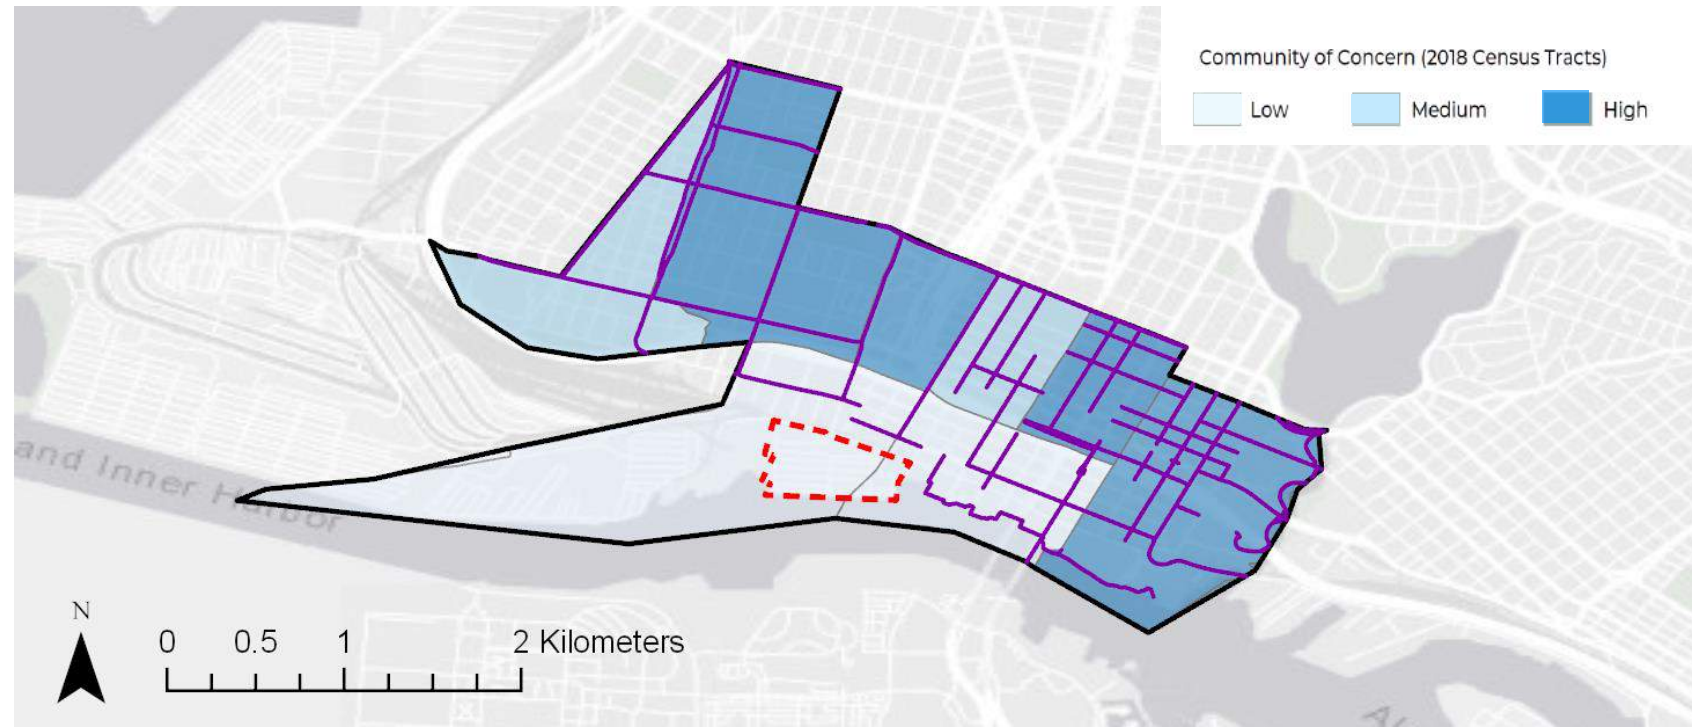 Community of Concern (2018 Census Tracts)
Low Medium High
and Inner Harbor
N
0 0.5 1 2 Kilometers